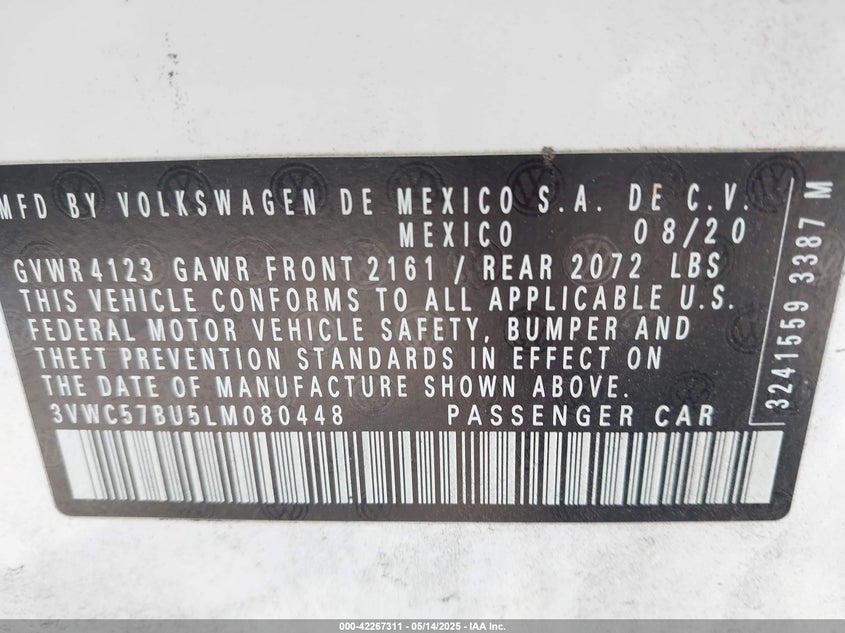 MFD BY VOLKSWAGEN DE MEXICO S.A. DE C.V.
MEXICO 08/20
GVWR 4123 GAWR FRONT 2161 / REAR 2072 LBS
THIS VEHICLE CONFORMS TO ALL APPLICABLE U.S.
FEDERAL MOTOR VEHICLE SAFETY, BUMPER AND
THEFT PREVENTION STANDARDS IN EFFECT ON
THE DATE OF MANUFACTURE SHOWN ABOVE.
3VWC57BU5LM080448 PASSENGER CAR
3241559 3387 M
000-42267311 - 05/14/2025 - IAA Inc.